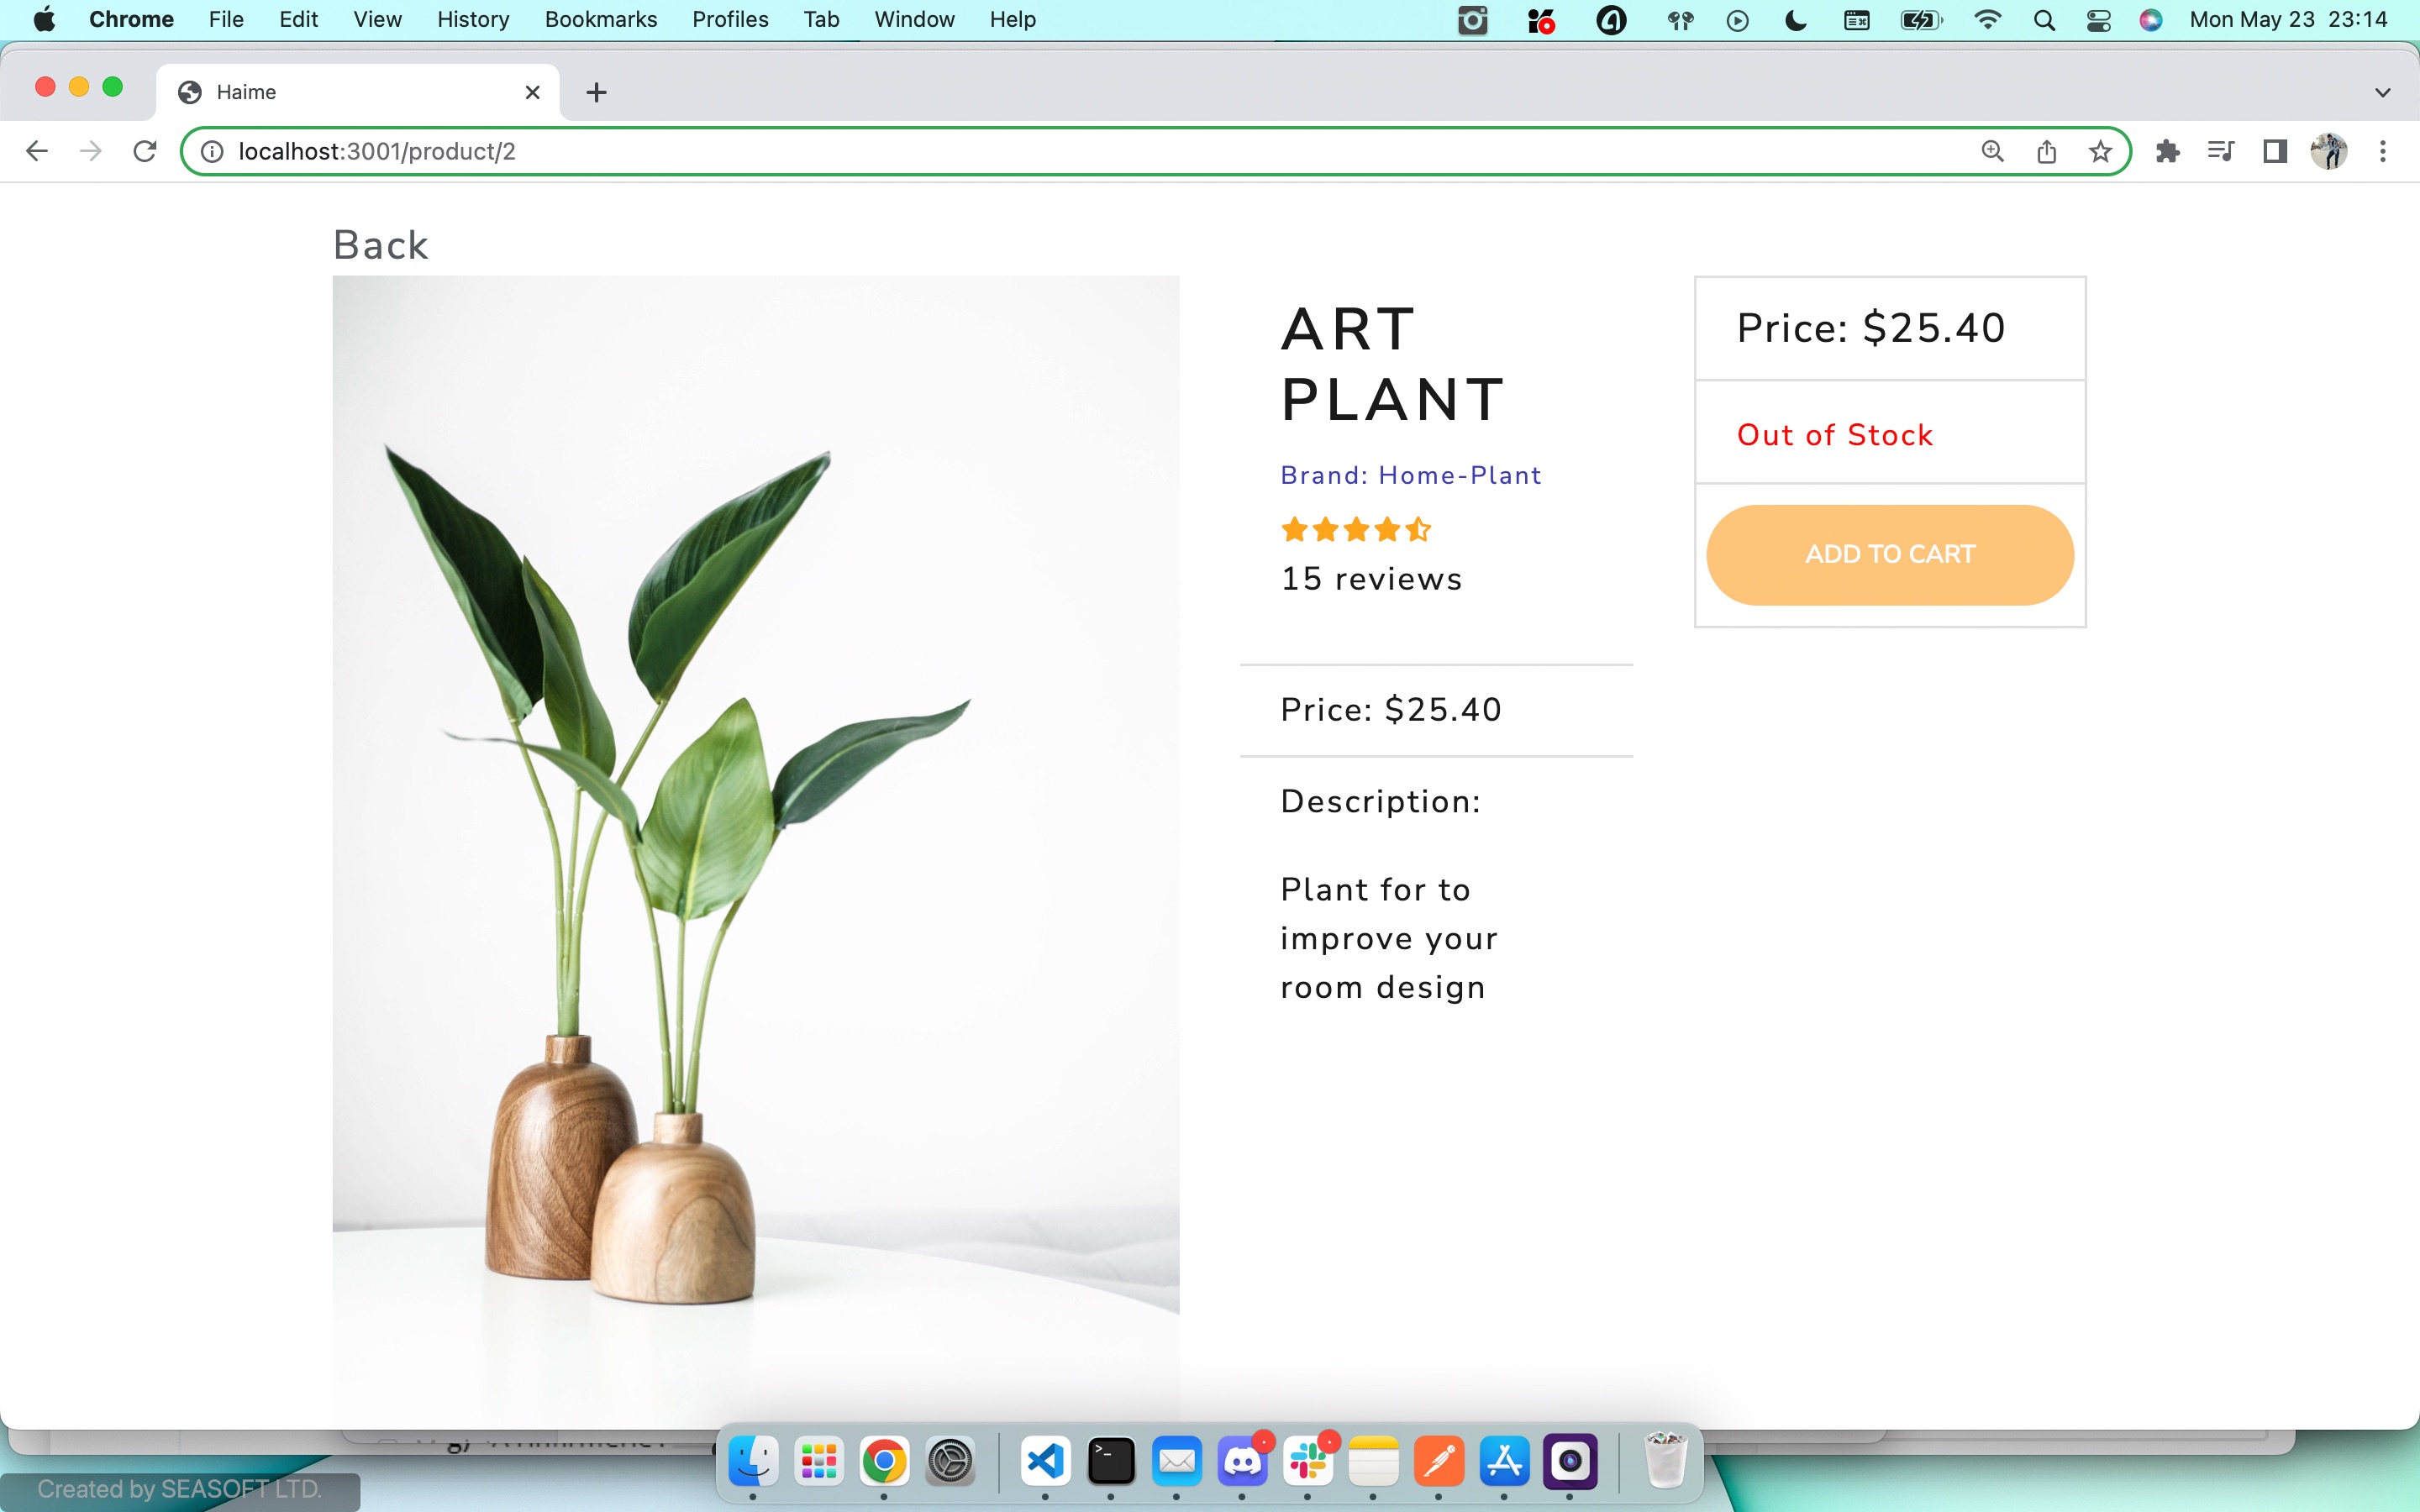 Chrome File Edit View History Bookmarks Profiles Tab Window Help Mon May 23 23:14
Haime
localhost:3001/product/2
Back
ART
PLANT
Brand: Home-Plant
15 reviews
Price: $25.40
Description:
Plant for to
improve your
room design
Price: $25.40
Out of Stock
ADD TO CART
Created by SEASOFT LTD.